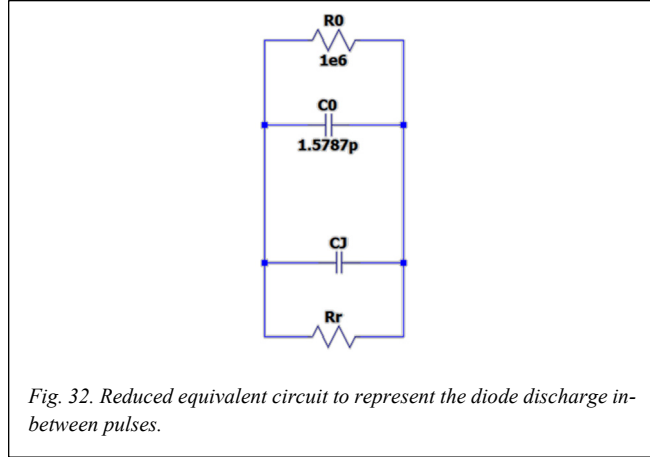 R0
1e6
C0
1.5787p
CJ
Rr
Fig. 32. Reduced equivalent circuit to represent the diode discharge in-
between pulses.